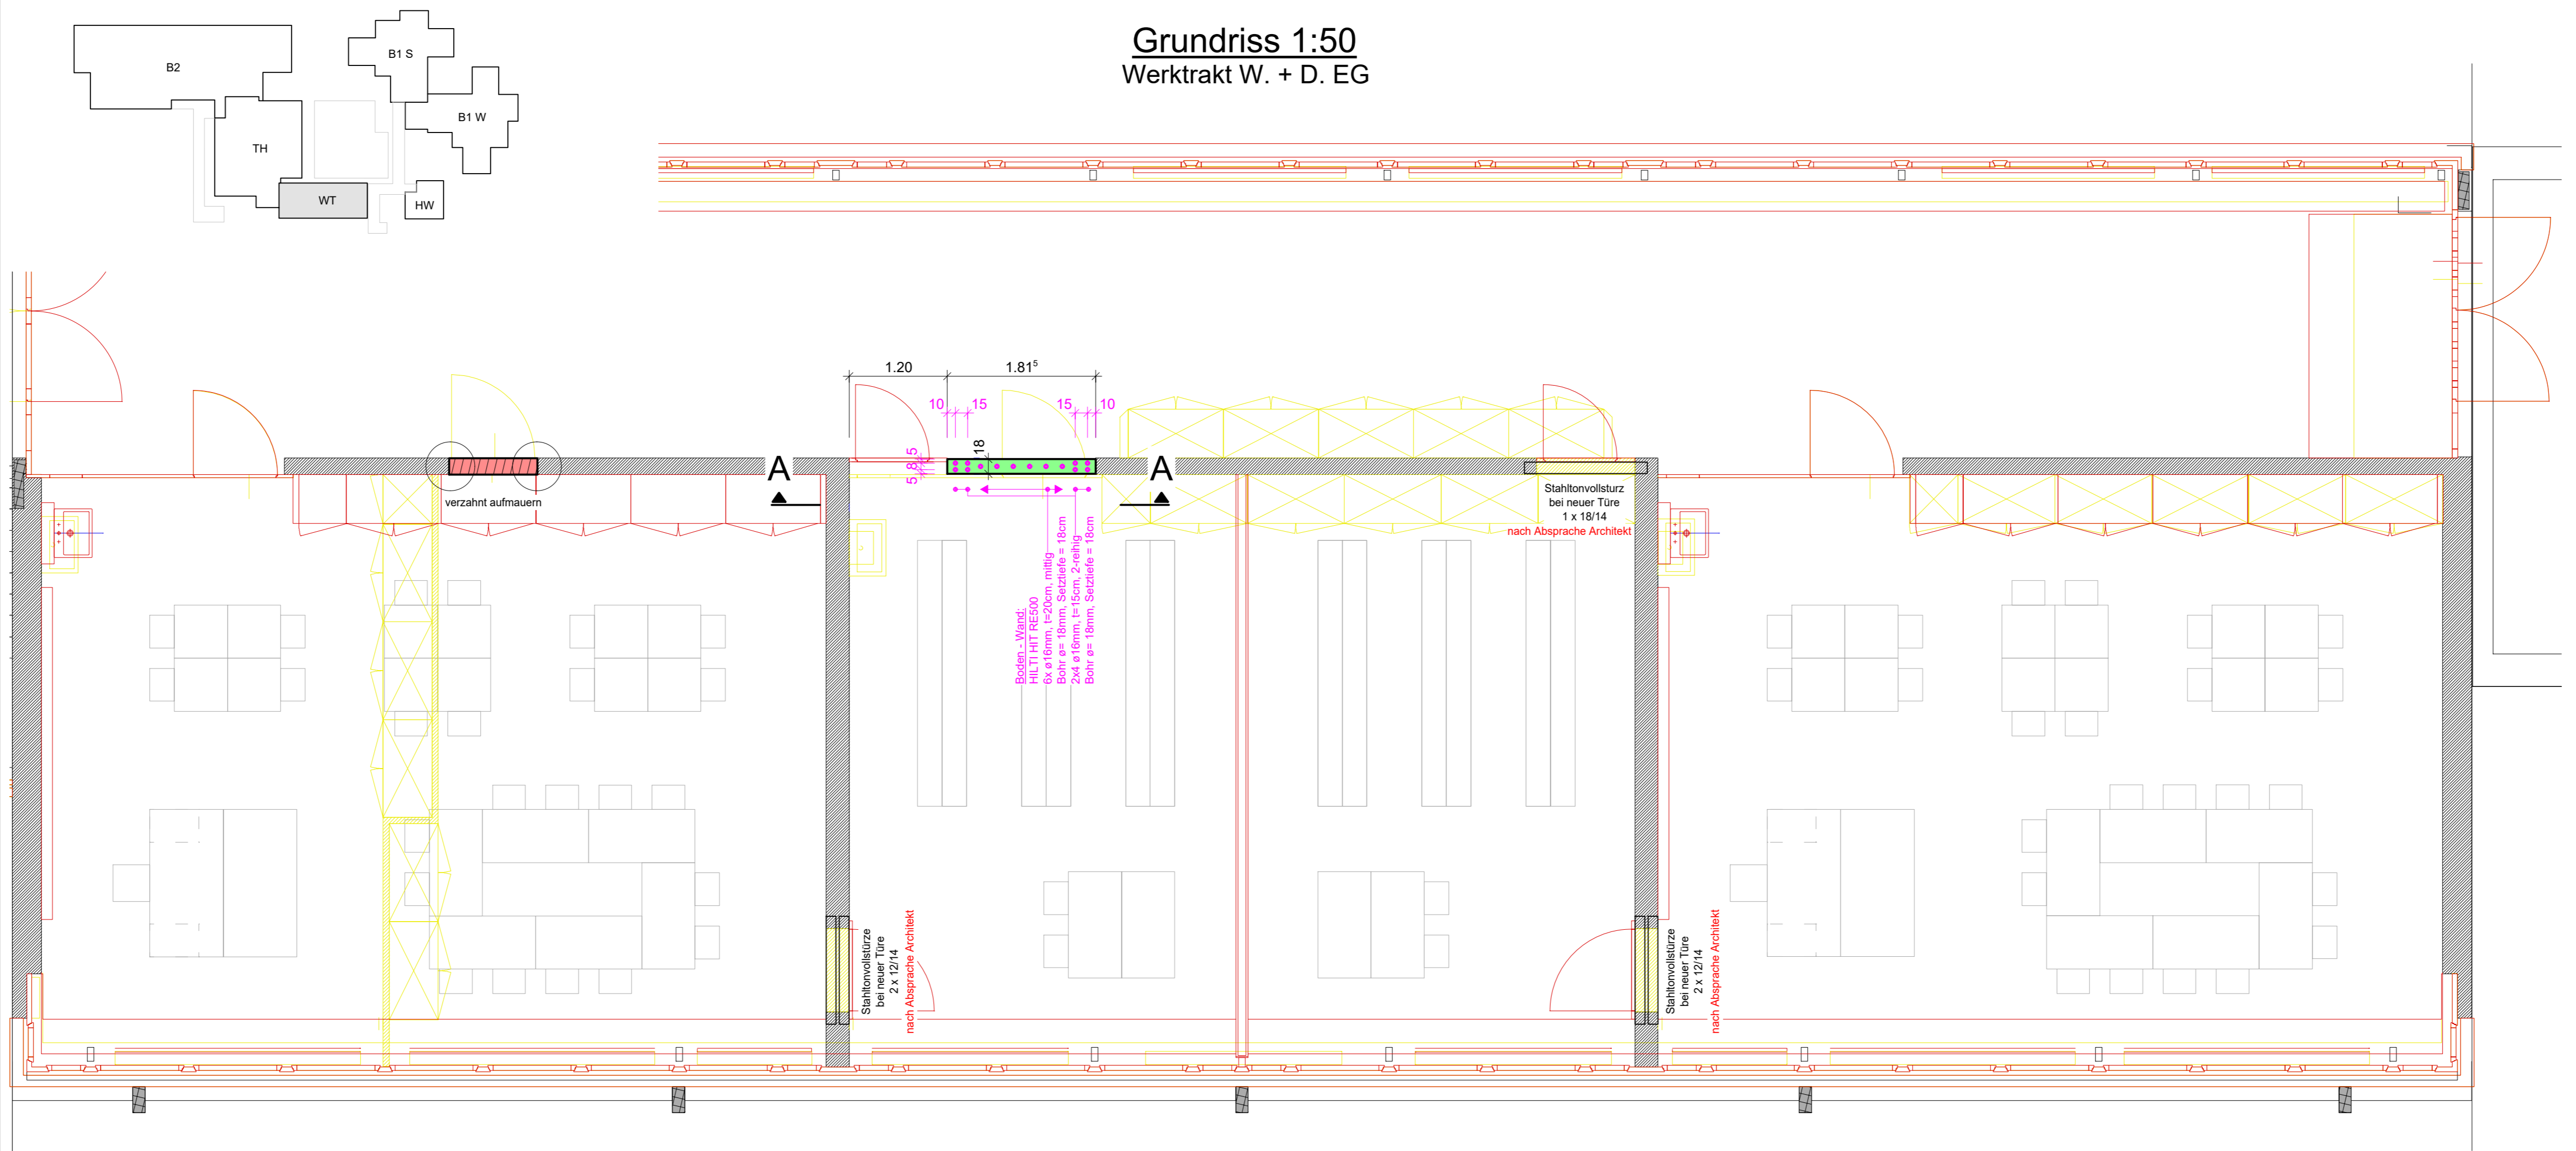 Grundriss 1:50
Werktrakt W. + D. EG
B2
B1 S
B1 W
TH
WT
HW
1.20
1.81⁵
10
15
15
10
18
5
8
5
A
A
verzahnt aufmauern
Stahltonvollsturz
bei neuer Türe
1 x 18/14
nach Absprache Architekt
Boden - Wand:
HILTI HIT RE500
6x ø16mm, t=20cm, mittig
Bohr ø= 18mm, Setztiefe = 18cm
2x4 ø16mm, t=15cm, 2-reihig
Bohr ø= 18mm, Setztiefe = 18cm
Stahltonvollstürze
bei neuer Türe
2 x 12/14
nach Absprache Architekt
Stahltonvollstürze
bei neuer Türe
2 x 12/14
nach Absprache Architekt